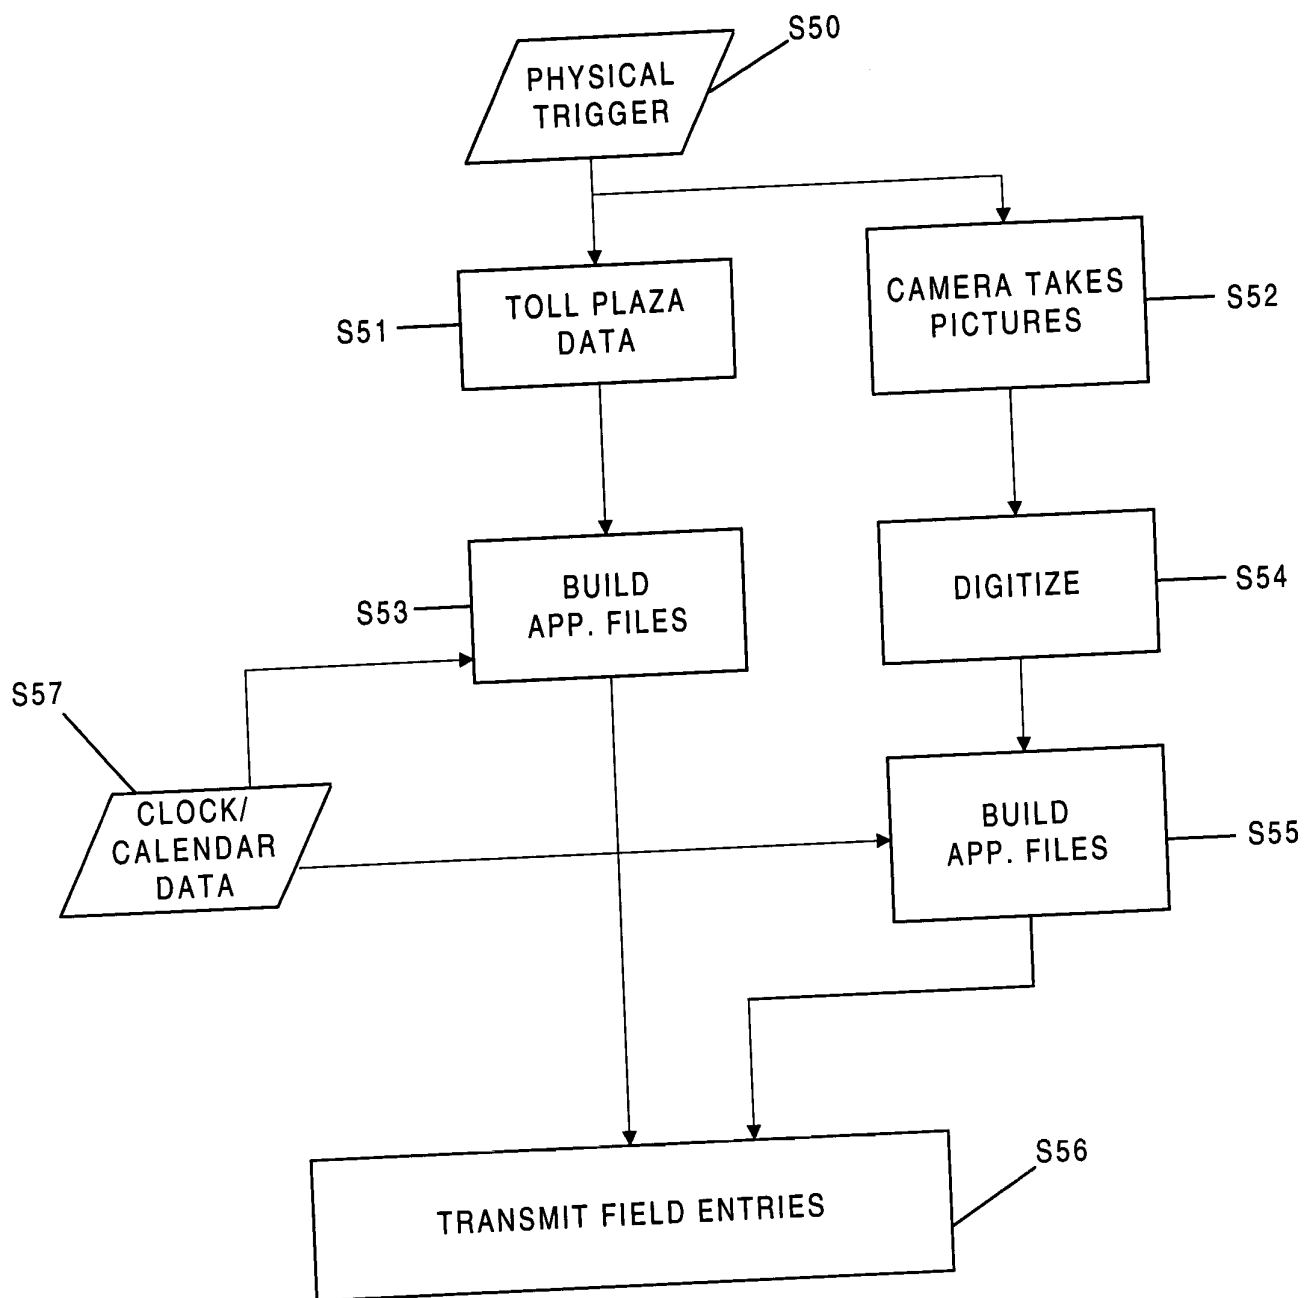 S50
PHYSICAL
TRIGGER
S51
TOLL PLAZA
DATA
CAMERA TAKES
PICTURES
S52
S53
BUILD
APP. FILES
DIGITIZE
S54
S57
CLOCK/
CALENDAR
DATA
BUILD
APP. FILES
S55
S56
TRANSMIT FIELD ENTRIES